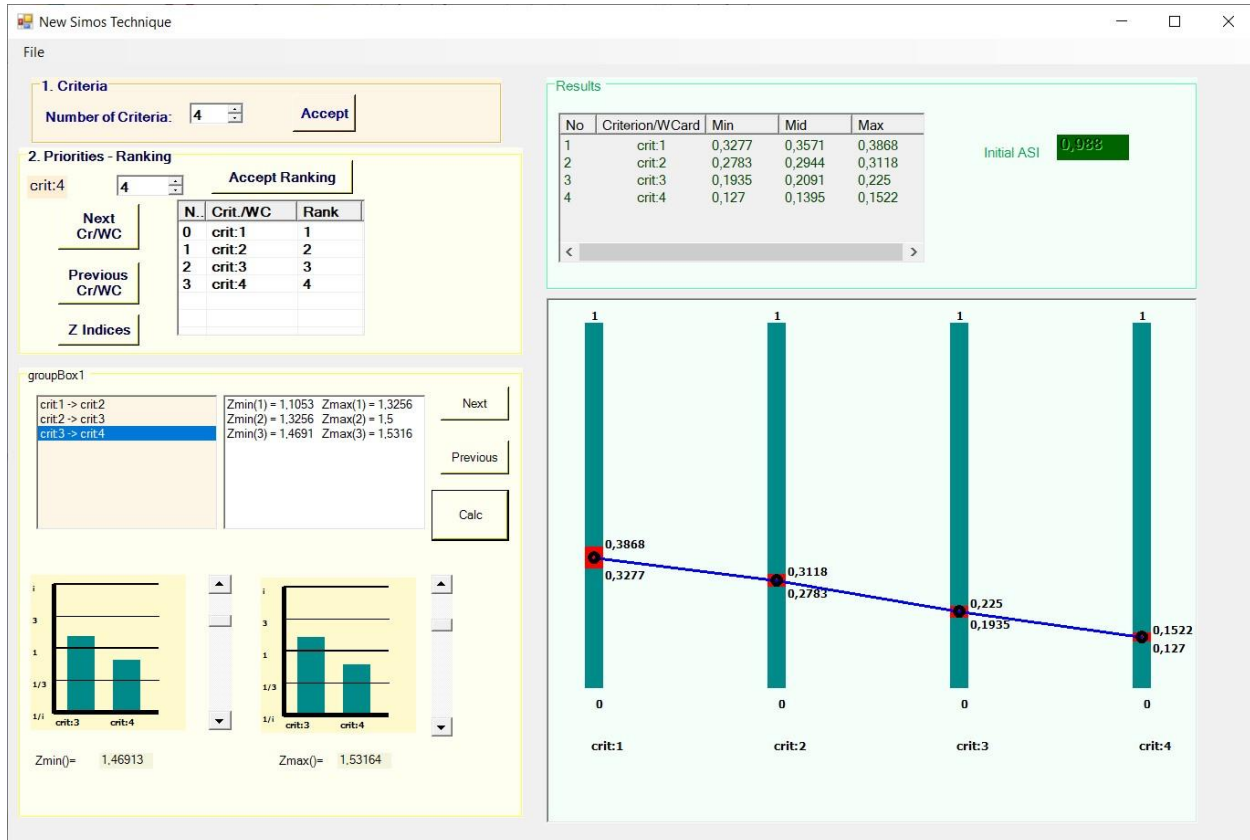 New Simos Technique
File
1. Criteria
Number of Criteria: 4 Accept
2. Priorities - Ranking
crit:4 4 Accept Ranking
Next Cr/WC
Previous Cr/WC
Z Indices
N.. Crit./WC Rank
0 crit:1 1
1 crit:2 2
2 crit:3 3
3 crit:4 4
groupBox1
crit:1 -> crit:2
crit:2 -> crit:3
crit:3 -> crit:4
Zmin(1) = 1,1053 Zmax(1) = 1,3256
Zmin(2) = 1,3256 Zmax(2) = 1,5
Zmin(3) = 1,4691 Zmax(3) = 1,5316
Next
Previous
Calc
i
3
1
1/3
1/i
crit:3 crit:4
i
3
1
1/3
1/i
crit:3 crit:4
Zmin()= 1,46913
Zmax()= 1,53164
Results
No Criterion/WCard Min Mid Max
1 crit:1 0,3277 0,3571 0,3868
2 crit:2 0,2783 0,2944 0,3118
3 crit:3 0,1935 0,2091 0,225
4 crit:4 0,127 0,1395 0,1522
Initial ASI 0,988
1 1 1 1
0,3868
0,3277
0,3118
0,2783
0,225
0,1935
0,1522
0,127
0 0 0 0
crit:1 crit:2 crit:3 crit:4